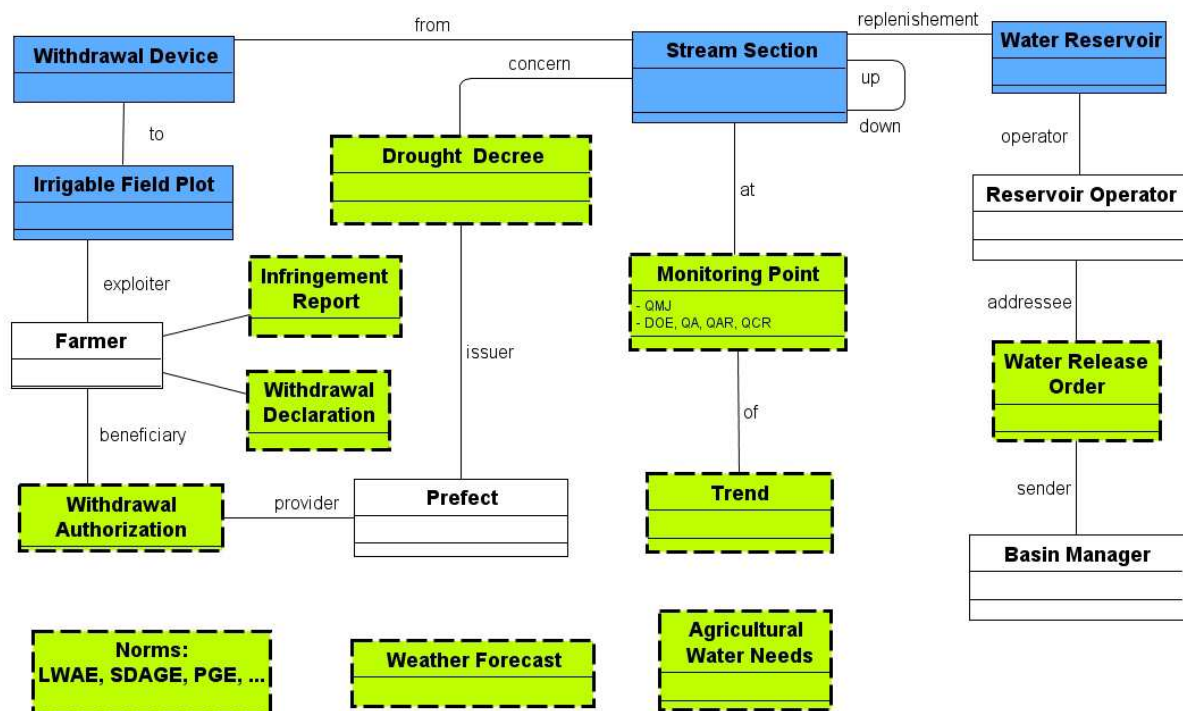 from
replenishement
Withdrawal Device
Stream Section
Water Reservoir
concern
up
down
to
operator
Drought Decree
Irrigable Field Plot
at
Reservoir Operator
exploiter
Infringement
Report
Monitoring Point
- QMJ
- DOE, QA, QAR, QCR
addressee
Farmer
issuer
Water Release
Order
Withdrawal
Declaration
of
beneficiary
sender
Withdrawal
Authorization
provider
Prefect
Trend
Basin Manager
Norms:
LWAE, SDAGE, PGE, ...
Weather Forecast
Agricultural
Water Needs